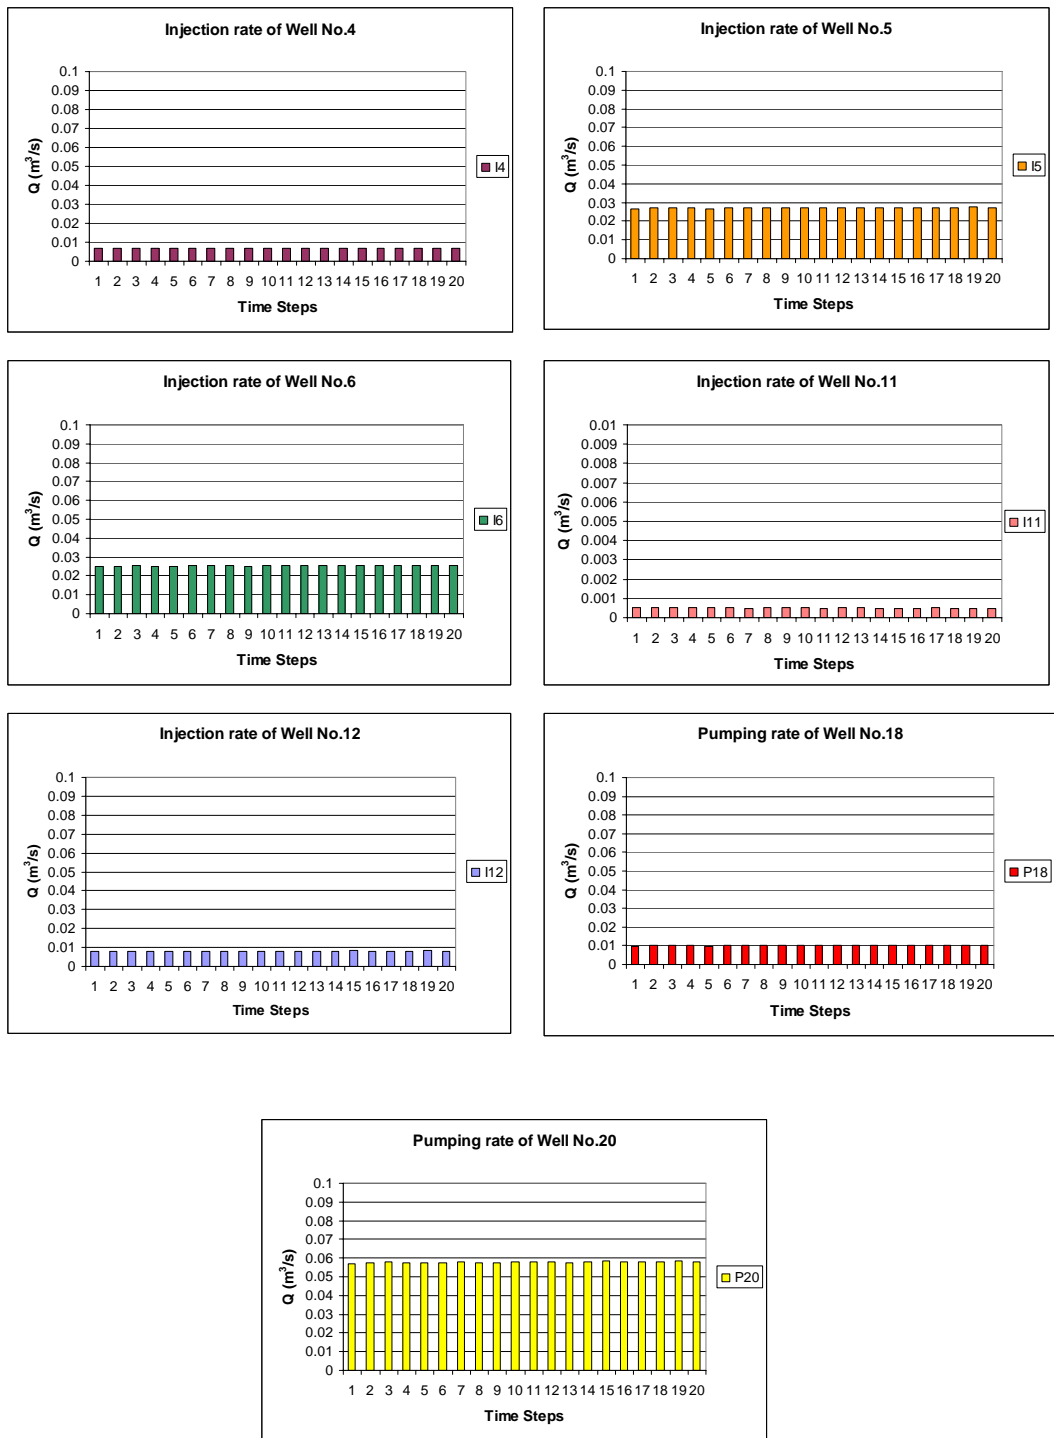 Injection rate of Well No.4
0.1
0.09
0.08
0.07
0.06
0.05
0.04
0.03
0.02
0.01
0
Q (m³/s)
1 2 3 4 5 6 7 8 9 10 11 12 13 14 15 16 17 18 19 20
Time Steps
I4
Injection rate of Well No.5
0.1
0.09
0.08
0.07
0.06
0.05
0.04
0.03
0.02
0.01
0
Q (m³/s)
1 2 3 4 5 6 7 8 9 10 11 12 13 14 15 16 17 18 19 20
Time Steps
I5
Injection rate of Well No.6
0.1
0.09
0.08
0.07
0.06
0.05
0.04
0.03
0.02
0.01
0
Q (m³/s)
1 2 3 4 5 6 7 8 9 10 11 12 13 14 15 16 17 18 19 20
Time Steps
I6
Injection rate of Well No.11
0.01
0.009
0.008
0.007
0.006
0.005
0.004
0.003
0.002
0.001
0
Q (m³/s)
1 2 3 4 5 6 7 8 9 10 11 12 13 14 15 16 17 18 19 20
Time Steps
I11
Injection rate of Well No.12
0.1
0.09
0.08
0.07
0.06
0.05
0.04
0.03
0.02
0.01
0
Q (m³/s)
1 2 3 4 5 6 7 8 9 10 11 12 13 14 15 16 17 18 19 20
Time Steps
I12
Pumping rate of Well No.18
0.1
0.09
0.08
0.07
0.06
0.05
0.04
0.03
0.02
0.01
0
Q (m³/s)
1 2 3 4 5 6 7 8 9 10 11 12 13 14 15 16 17 18 19 20
Time Steps
P18
Pumping rate of Well No.20
0.1
0.09
0.08
0.07
0.06
0.05
0.04
0.03
0.02
0.01
0
Q (m³/s)
1 2 3 4 5 6 7 8 9 10 11 12 13 14 15 16 17 18 19 20
Time Steps
P20